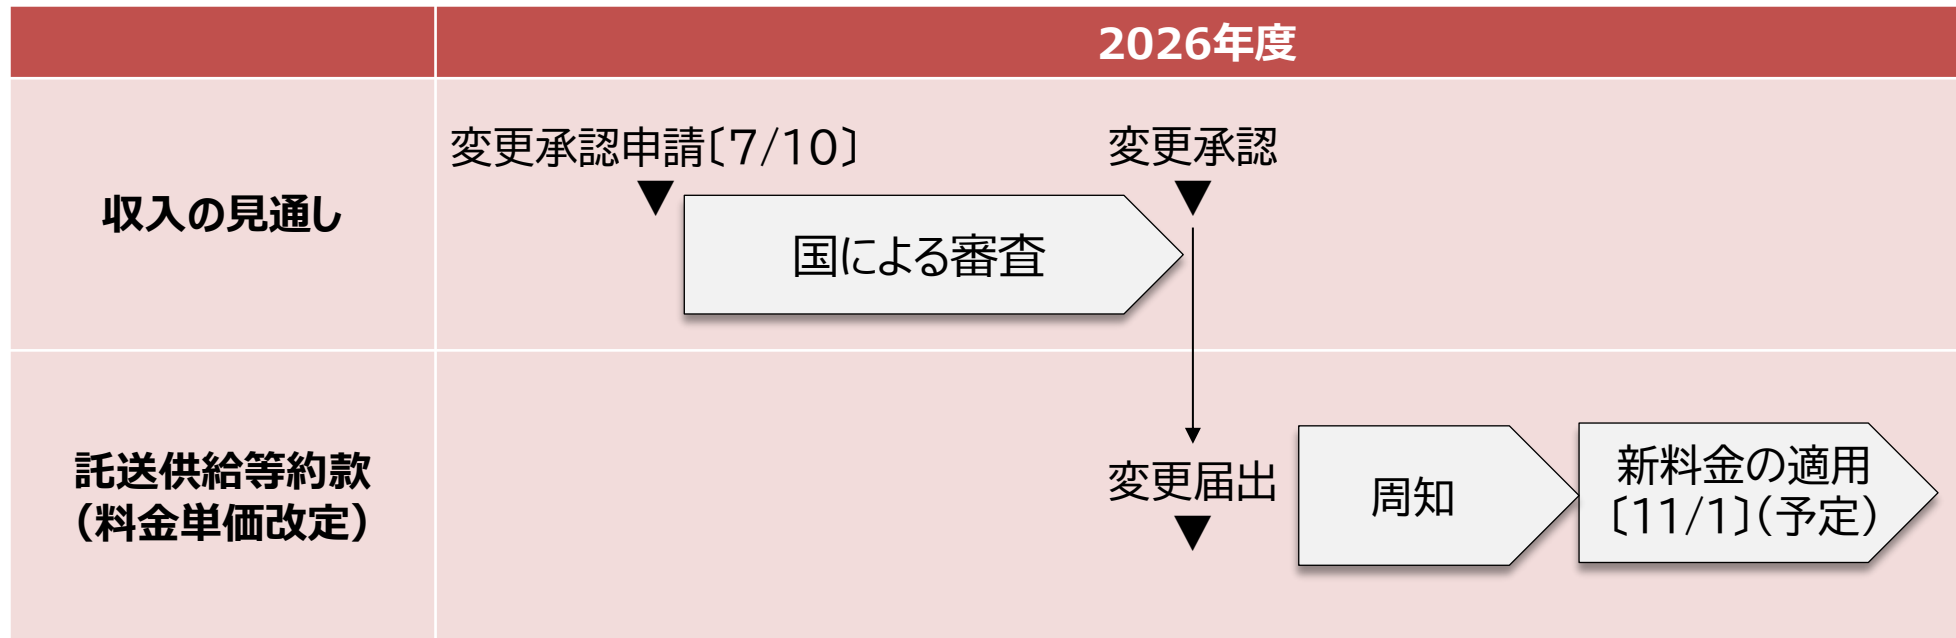 2026年度
収入の見通し
変更承認申請〔7/10〕
変更承認
国による審査
託送供給等約款
（料金単価改定）
変更届出
周知
新料金の適用
〔11/1〕（予定）